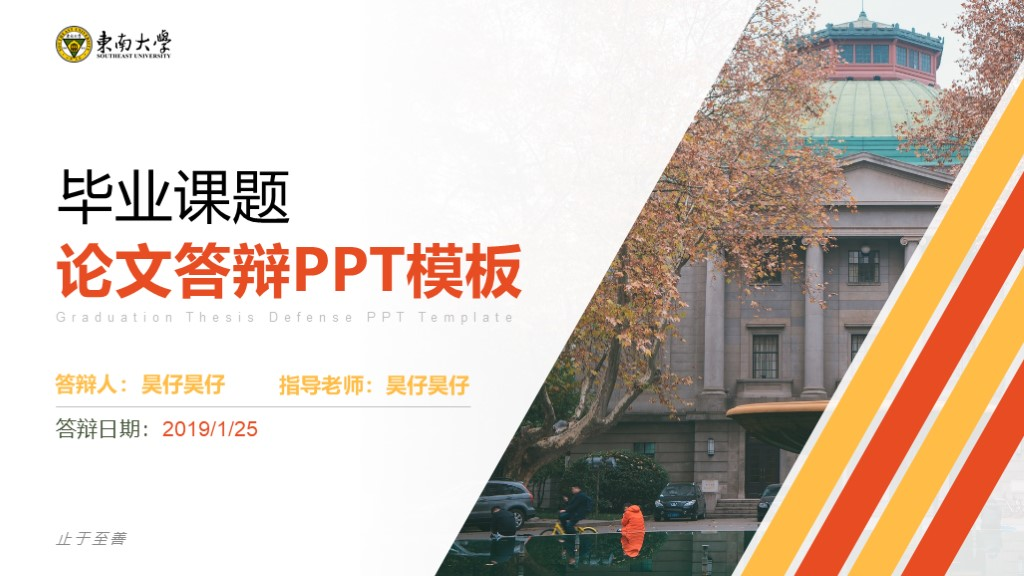 東南大學
SOUTHEAST UNIVERSITY
毕业课题
论文答辩PPT模板
Graduation Thesis Defense PPT Template
答辩人：昊仔昊仔 指导老师：昊仔昊仔
答辩日期：2019/1/25
止于至善